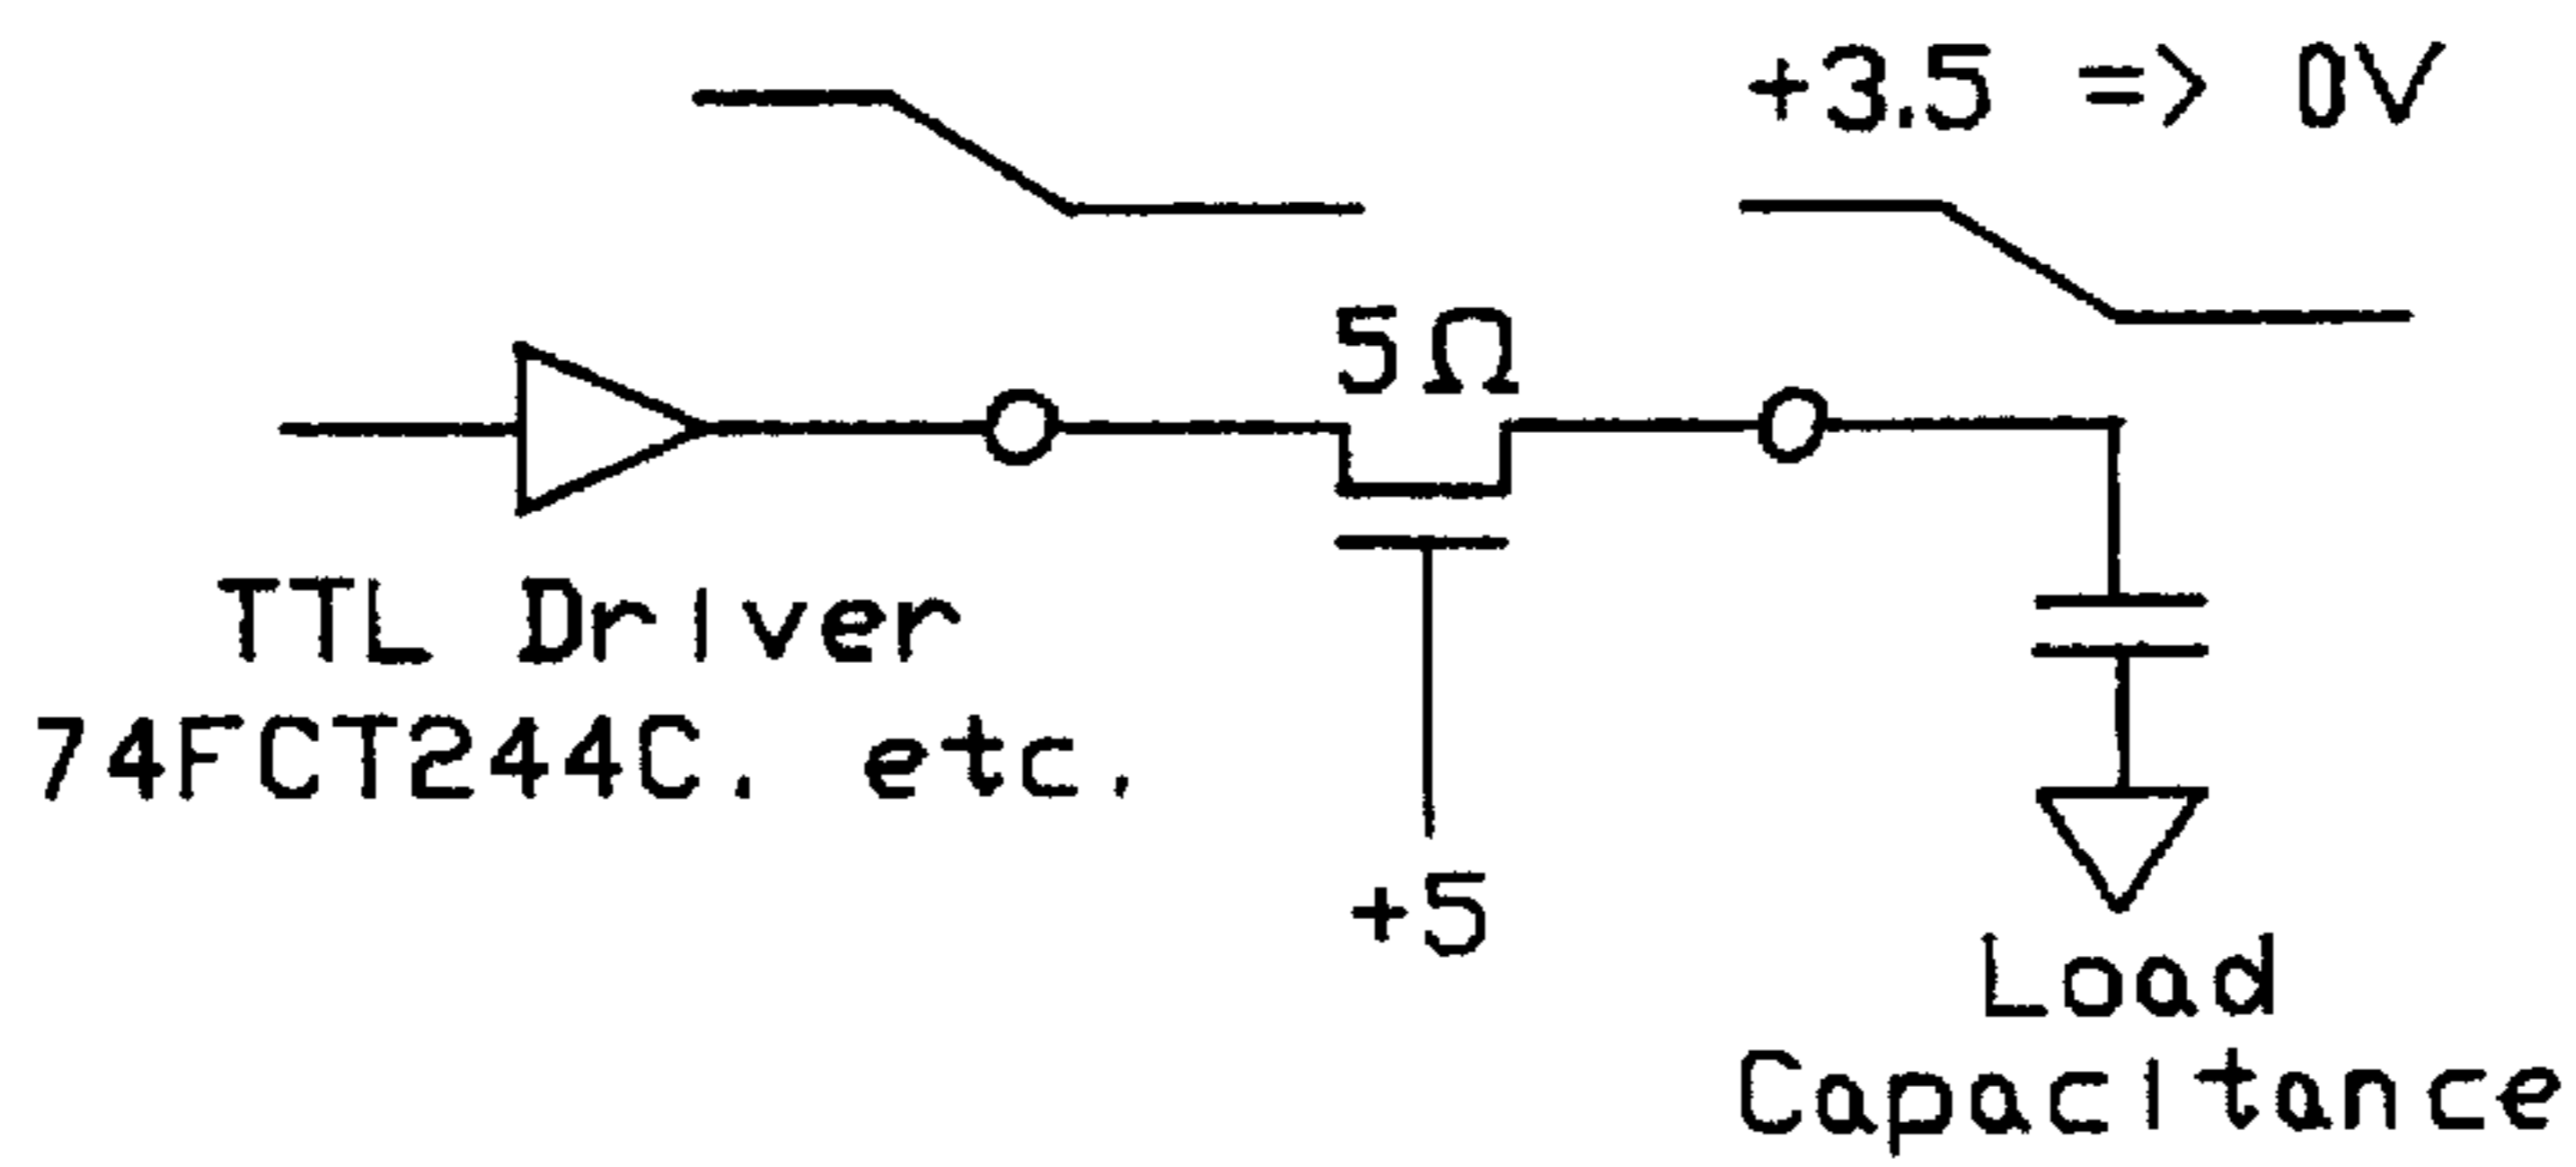 +3.5 => 0V
5Ω
TTL Driver
74FCT244C. etc.
+5
Load
Capacitance